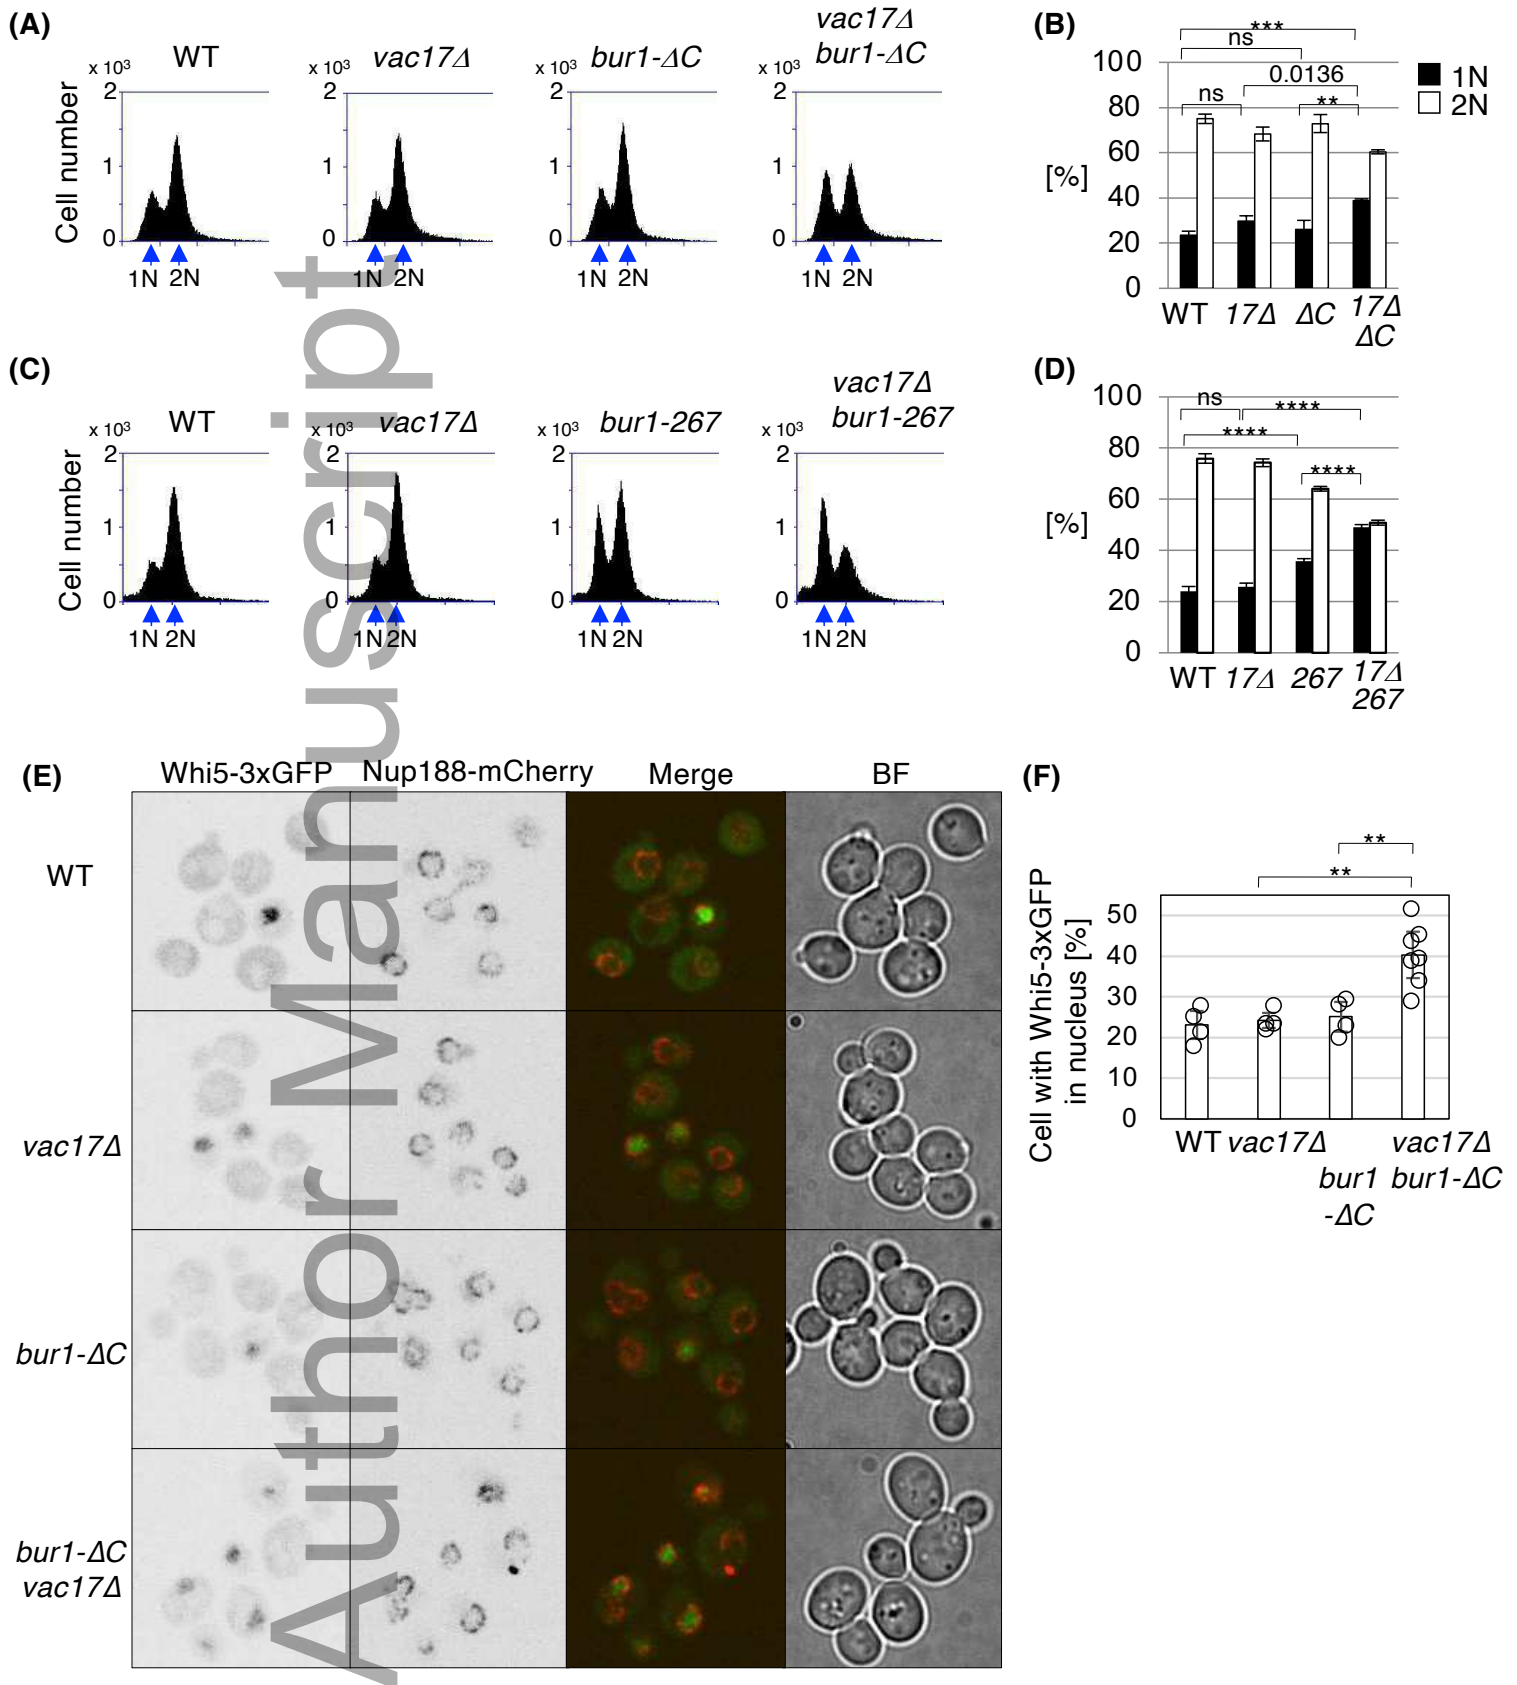 (A)
WT
vac17Δ
bur1-ΔC
vac17Δ
bur1-ΔC
x 10³
x 10³
x 10³
x 10³
Cell number
2
1
0
2
1
0
2
1
0
2
1
0
1N 2N
1N 2N
1N 2N
1N 2N
(B)
***
ns
0.0136
ns
**
100
80
60
40
20
0
[%]
1N
2N
WT 17Δ ΔC 17Δ
ΔC
(C)
WT
vac17Δ
bur1-267
vac17Δ
bur1-267
x 10³
x 10³
x 10³
x 10³
Cell number
2
1
0
2
1
0
2
1
0
2
1
0
1N 2N
1N 2N
1N 2N
1N 2N
(D)
ns
****
****
****
100
80
60
40
20
0
[%]
WT 17Δ 267 17Δ
267
(E)
Whi5-3xGFP
Nup188-mCherry
Merge
BF
WT
vac17Δ
bur1-ΔC
bur1-ΔC
vac17Δ
(F)
**
**
Cell with Whi5-3xGFP
in nucleus [%]
50
40
30
20
10
0
WT vac17Δ
bur1
-ΔC
vac17Δ
bur1-ΔC
Author Manuscript